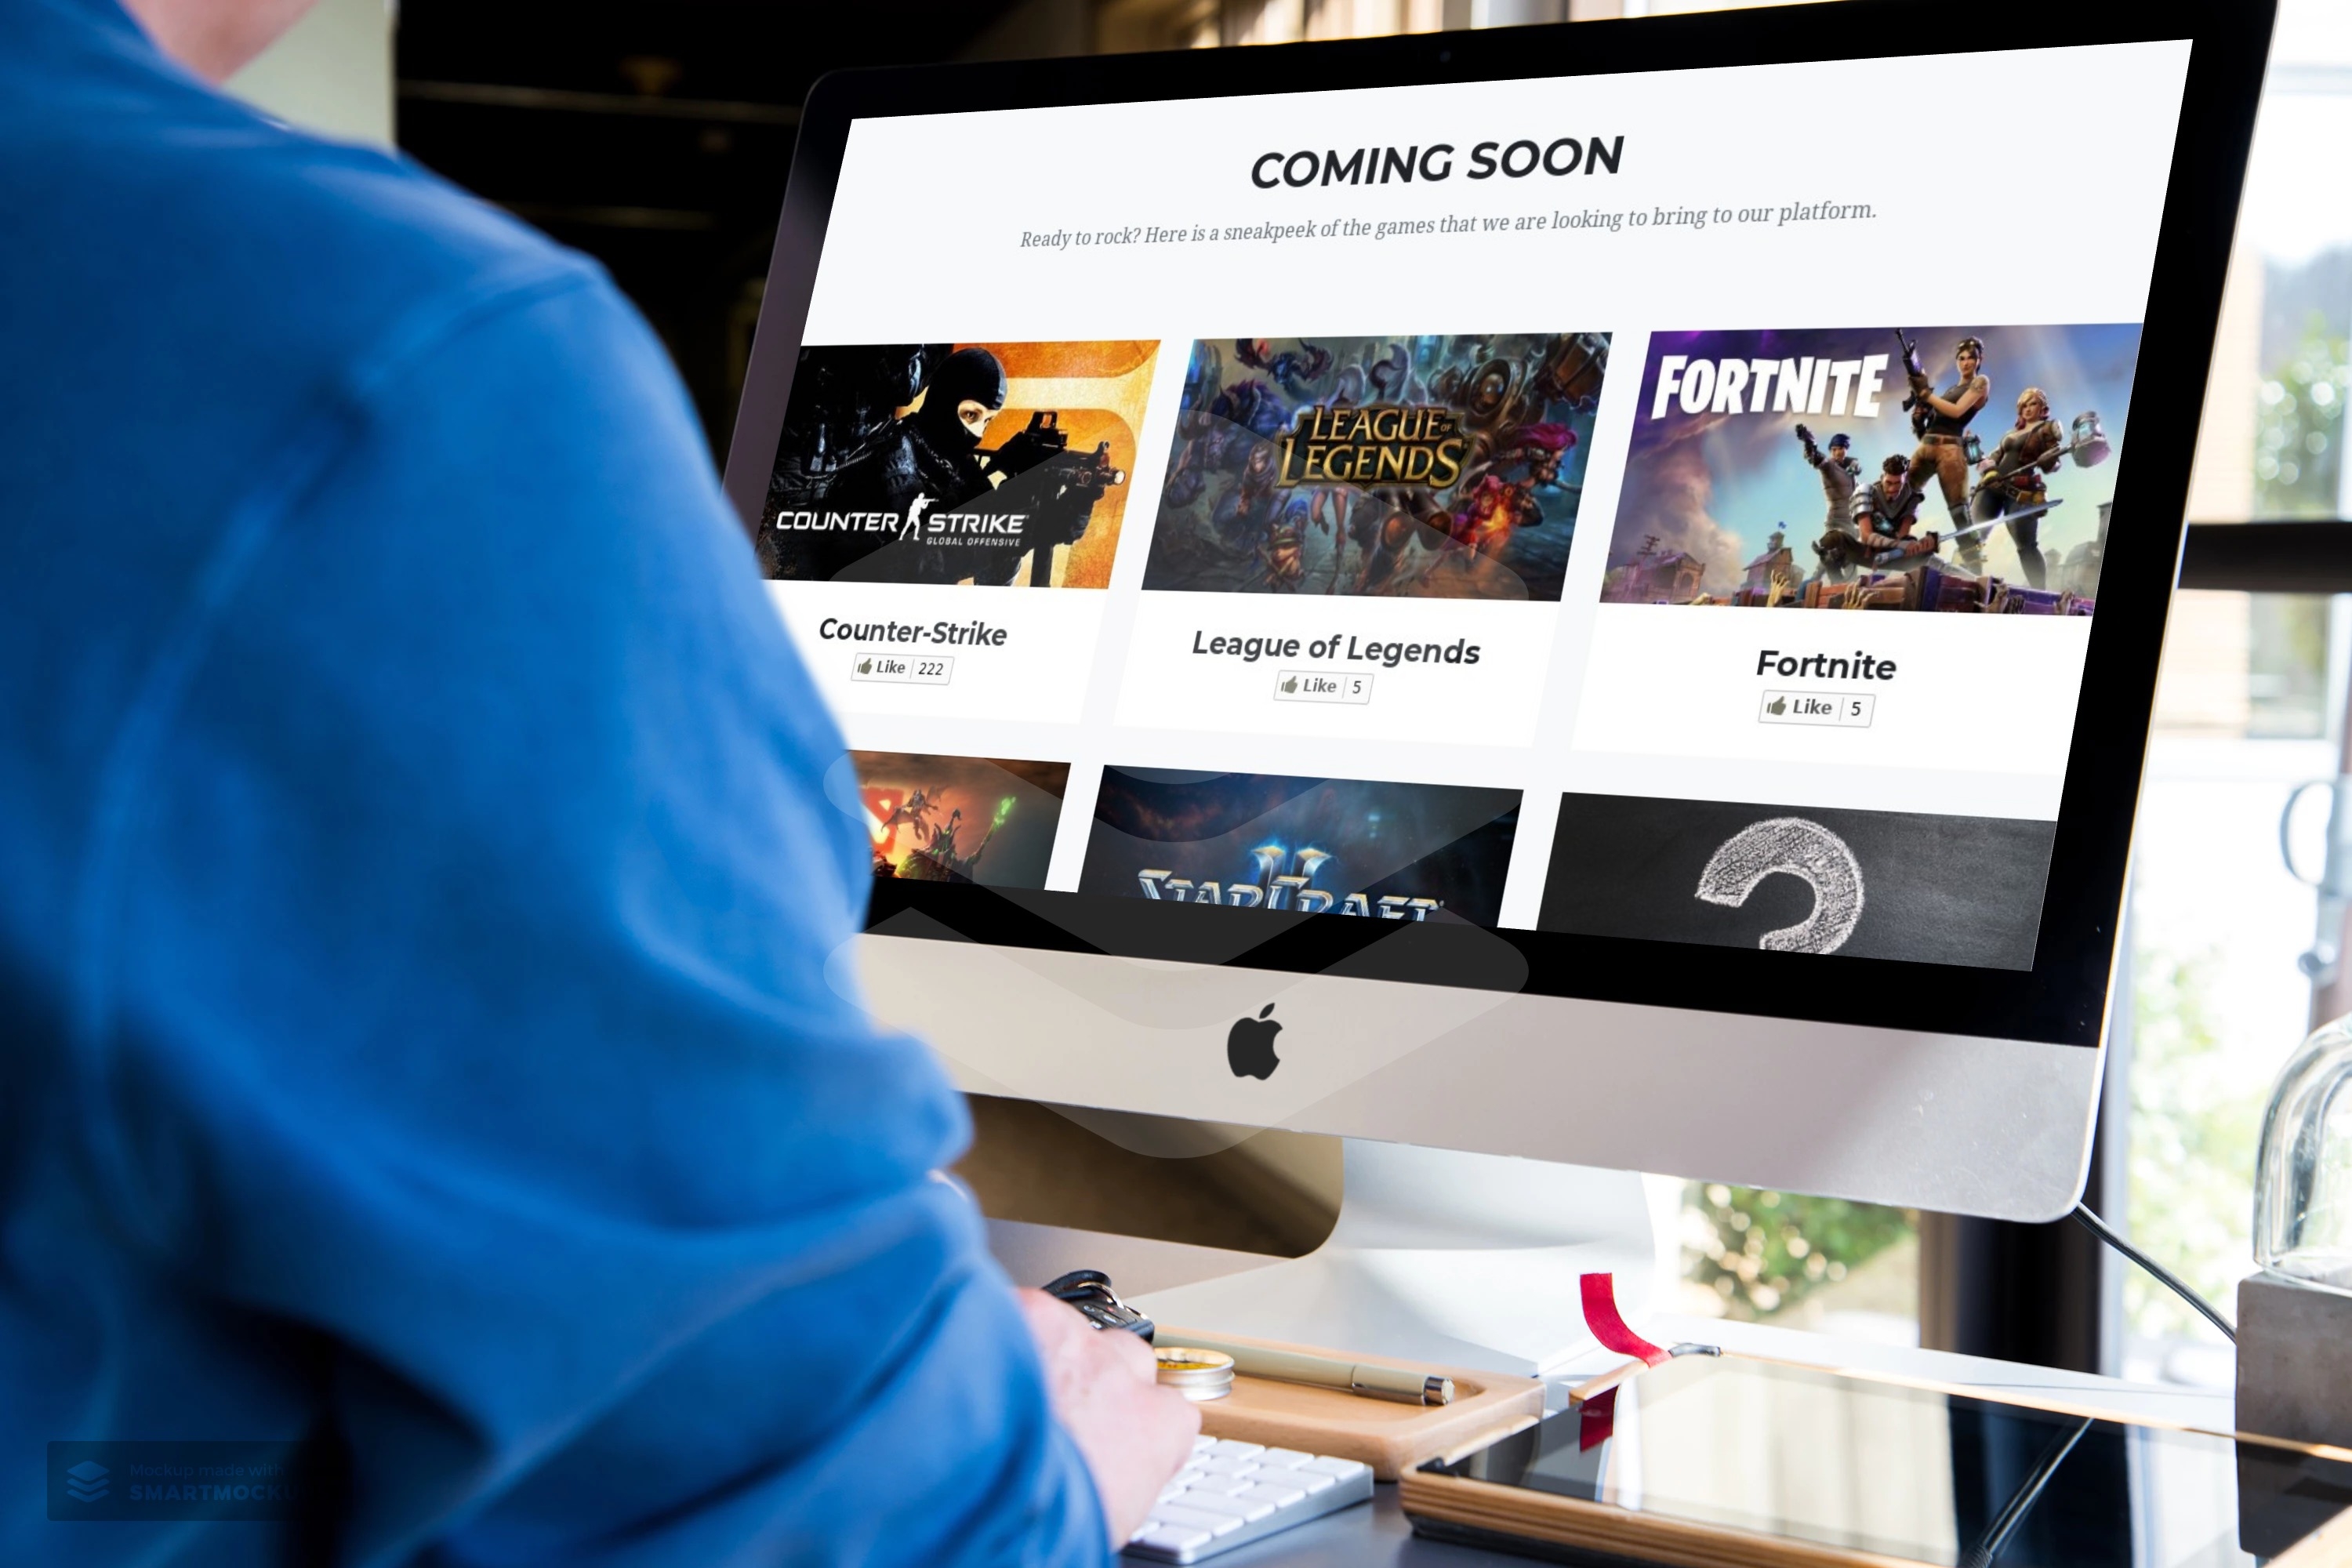 COMING SOON
Ready to rock? Here is a sneakpeek of the games that we are looking to bring to our platform.
COUNTER STRIKE
GLOBAL OFFENSIVE
LEAGUE OF
LEGENDS
FORTNITE
Counter-Strike
Like 222
League of Legends
Like 5
Fortnite
Like 5
II
STARCRAFT
?
Mockup made with